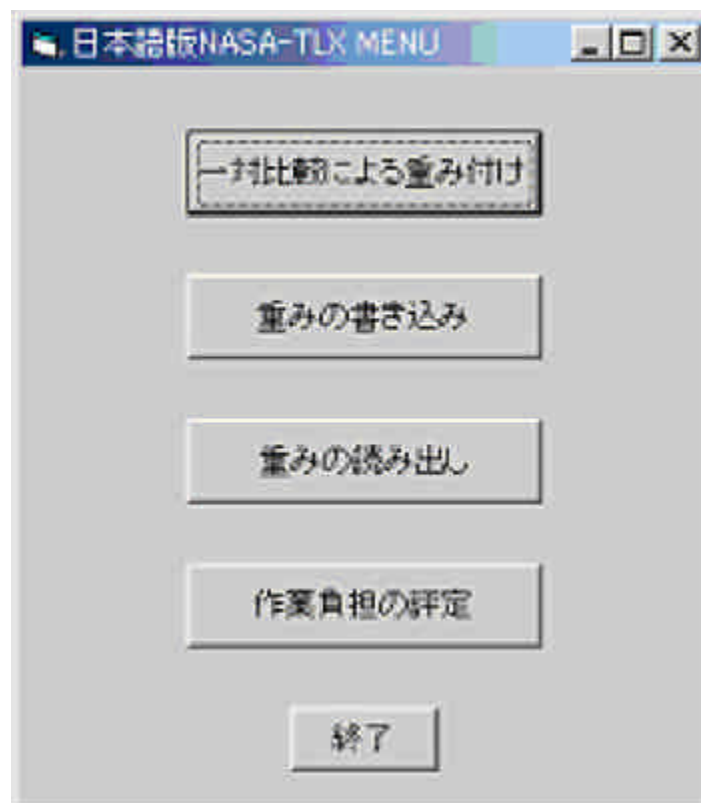 日本語版NASA-TLX MENU
一対比較による重み付け
重みの書き込み
重みの読み出し
作業負担の評定
終了